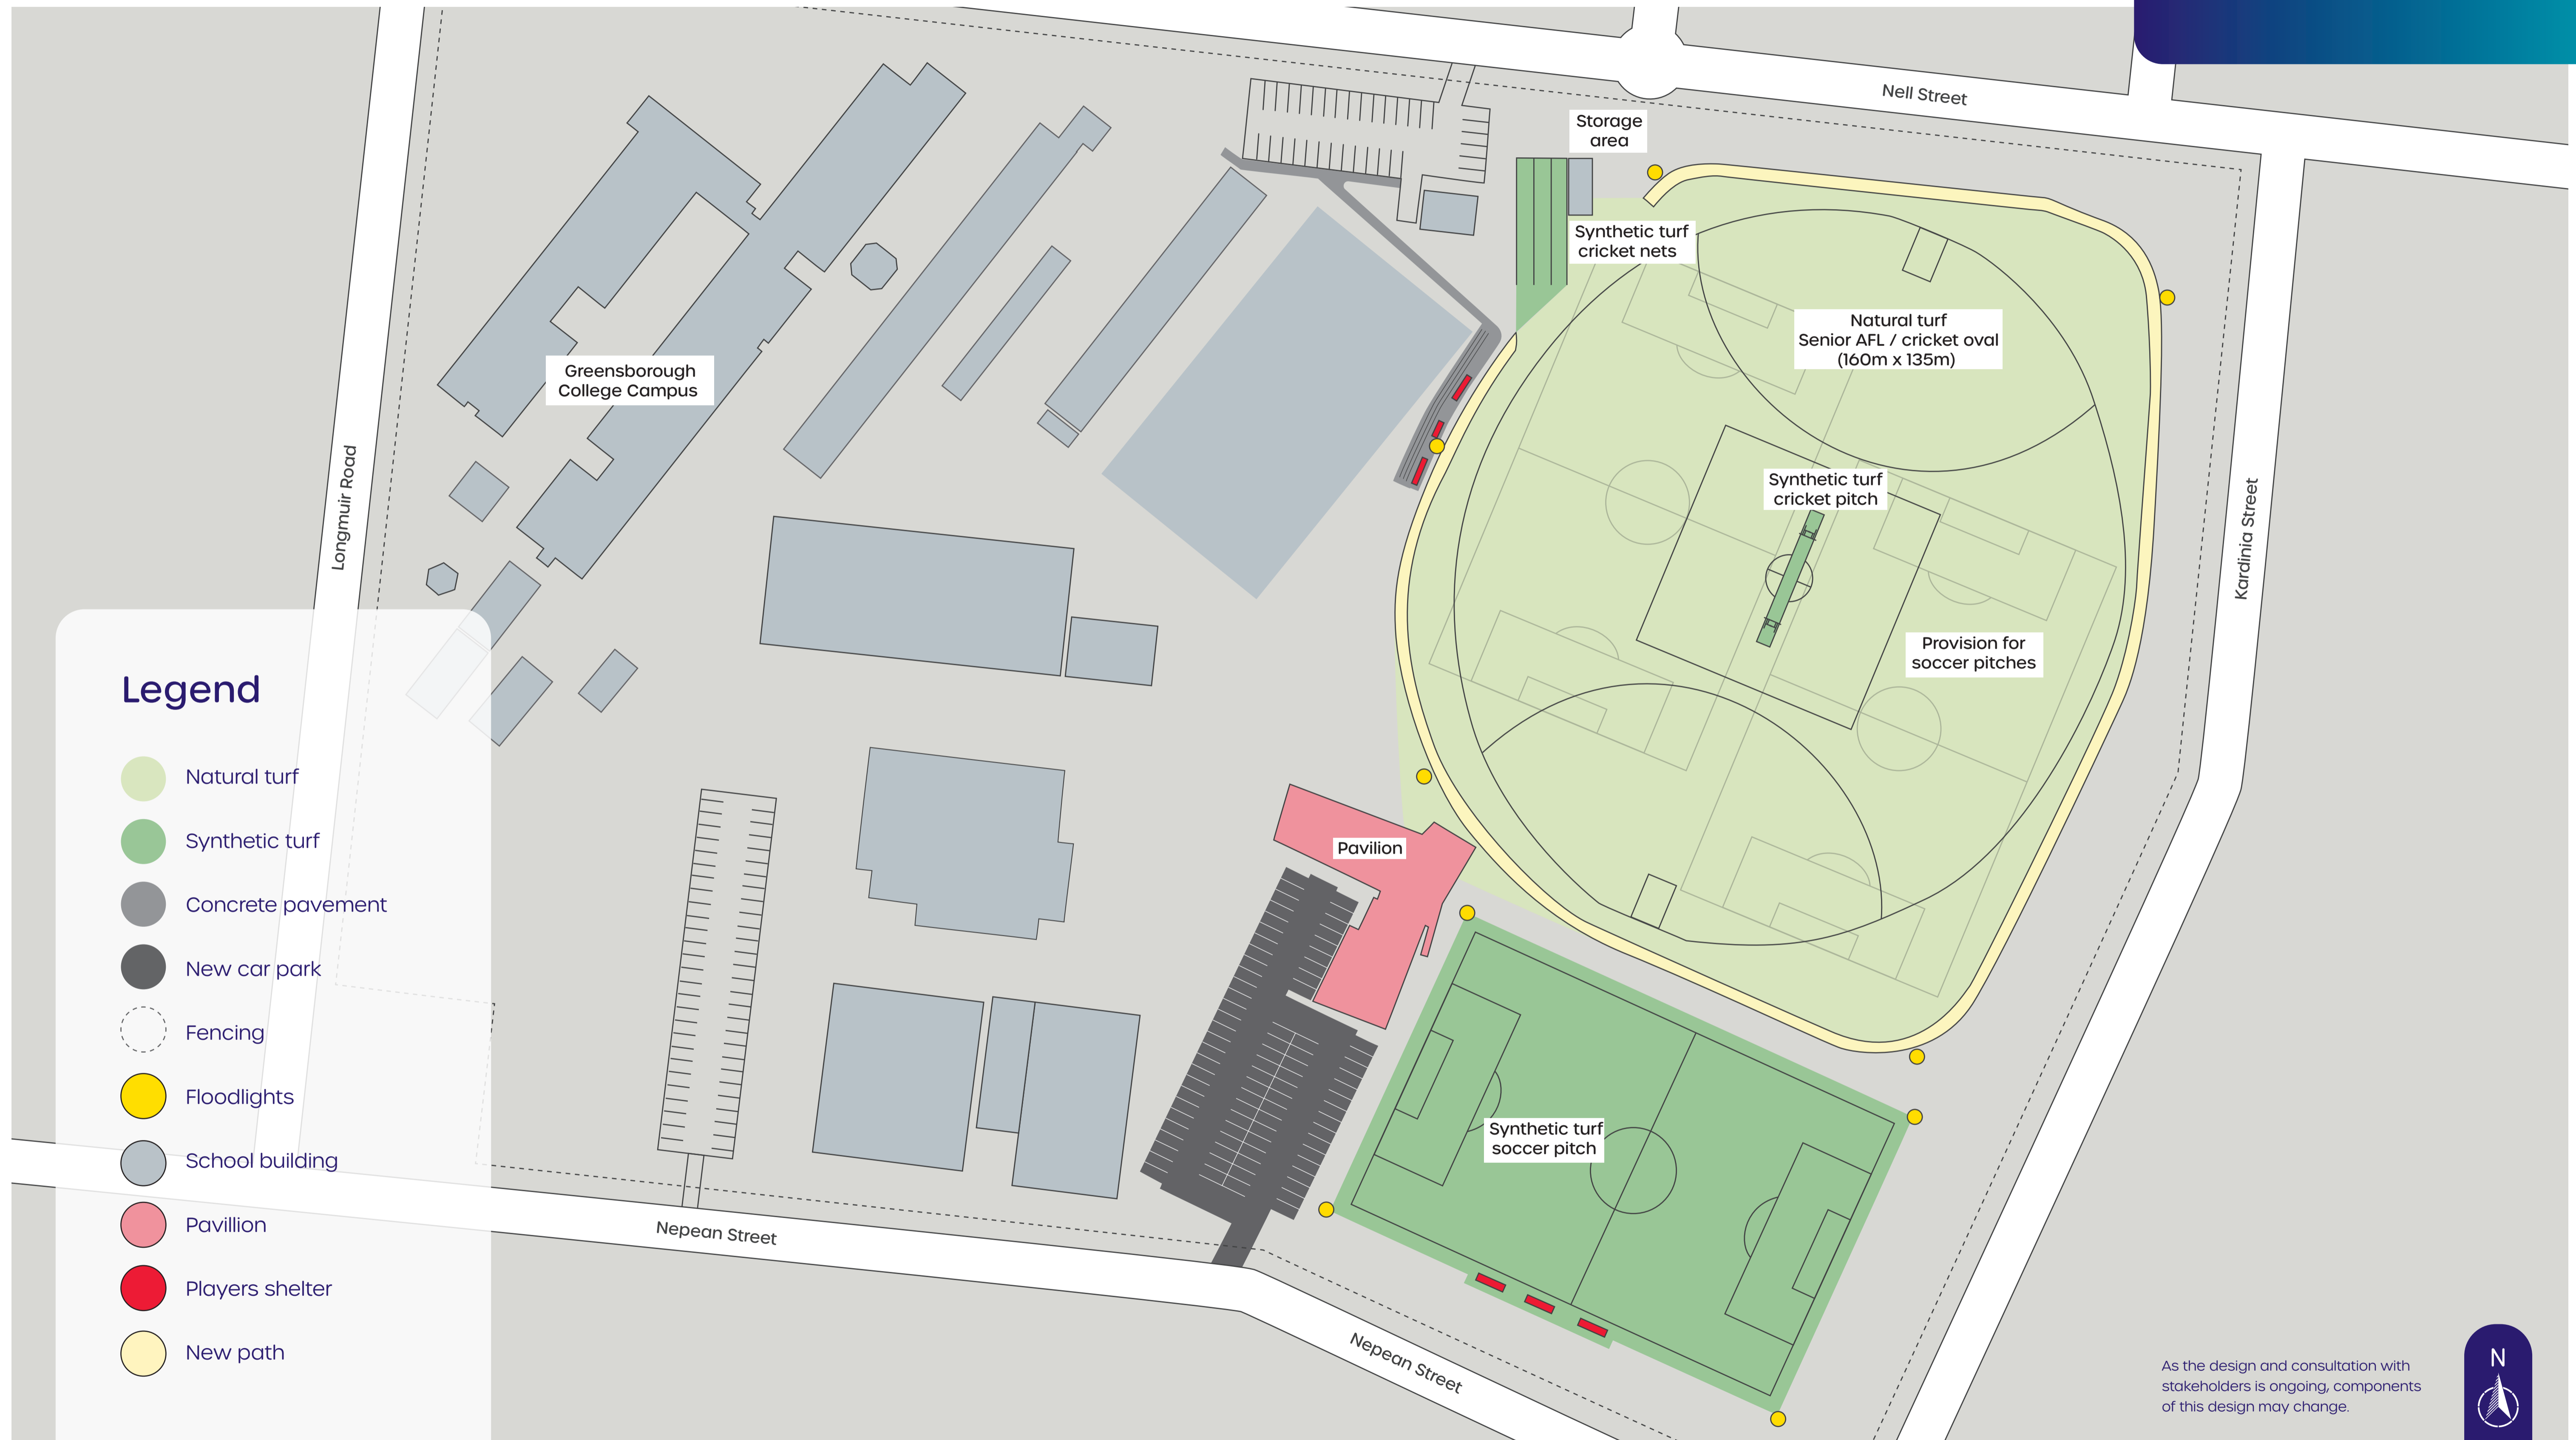 Nell Street
Storage
area
Synthetic turf
cricket nets
Natural turf
Senior AFL / cricket oval
(160m x 135m)
Greensborough
College Campus
Longmuir Road
Synthetic turf
cricket pitch
Kardinia Street
Provision for
soccer pitches
Pavilion
Synthetic turf
soccer pitch
Nepean Street
Nepean Street
Legend
Natural turf
Synthetic turf
Concrete pavement
New car park
Fencing
Floodlights
School building
Pavillion
Players shelter
New path
As the design and consultation with
stakeholders is ongoing, components
of this design may change.
N